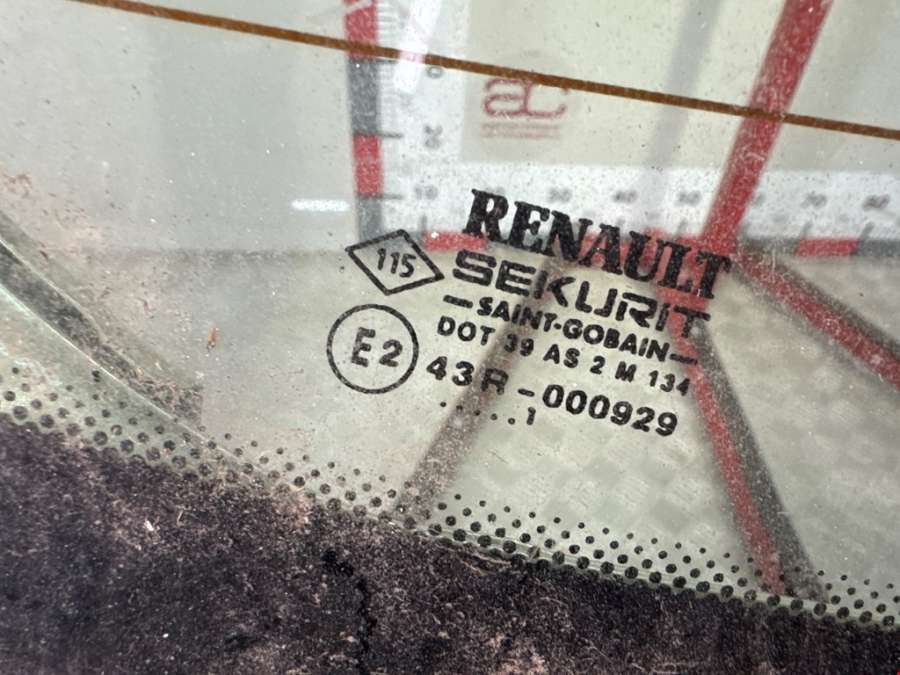 RENAULT
115
SEKURIT
—SAINT-GOBAIN—
DOT 39 AS 2 M 134
E2
43R-000929
.....1